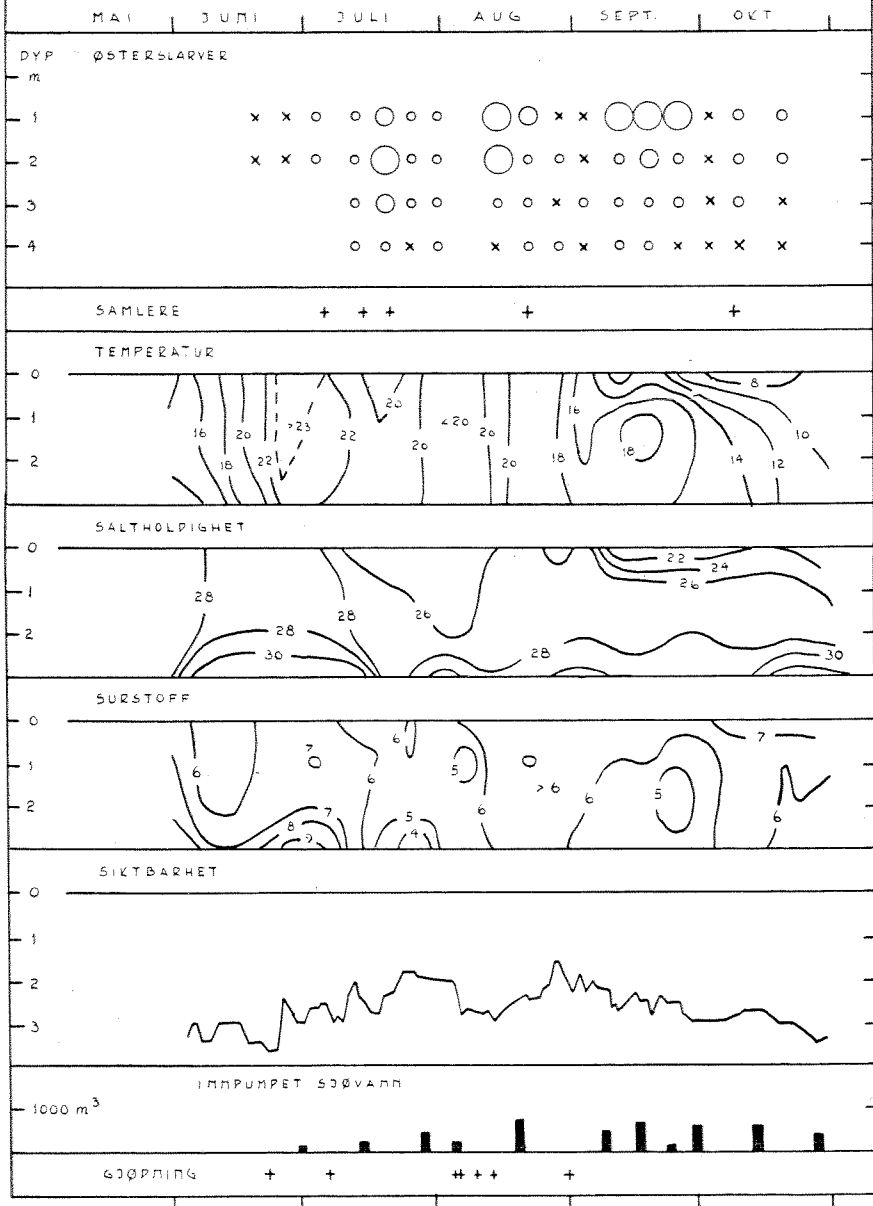 MAI JUNI JULI AUG SEPT. OKT
DYP ØSTERSLARVER
m
1
2
3
4
SAMLERE
TEMPERATUR
0
1
2
16 18 20 22 >23 22 20 20 <20 20 20 18 16 18 14 12 10 8
SALTHOLDIGHET
0
1
2
28 28 30 28 26 28 22 24 26 30
SURSTOFF
0
1
2
6 7 8 9 7 6 6 5 4 5 6 >6 6 5 7 6
SIKTBARHET
0
1
2
3
INNPUMPET SJØVANN
1000 m³
GJØDNING